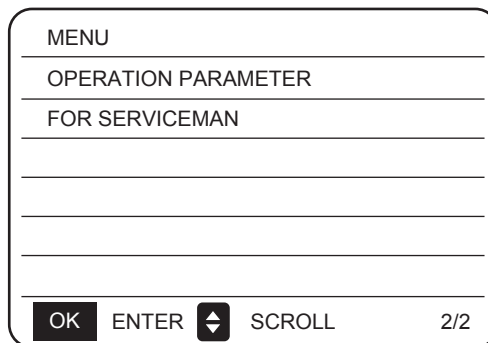 MENU
OPERATION PARAMETER
FOR SERVICEMAN
OK ENTER SCROLL 2/2